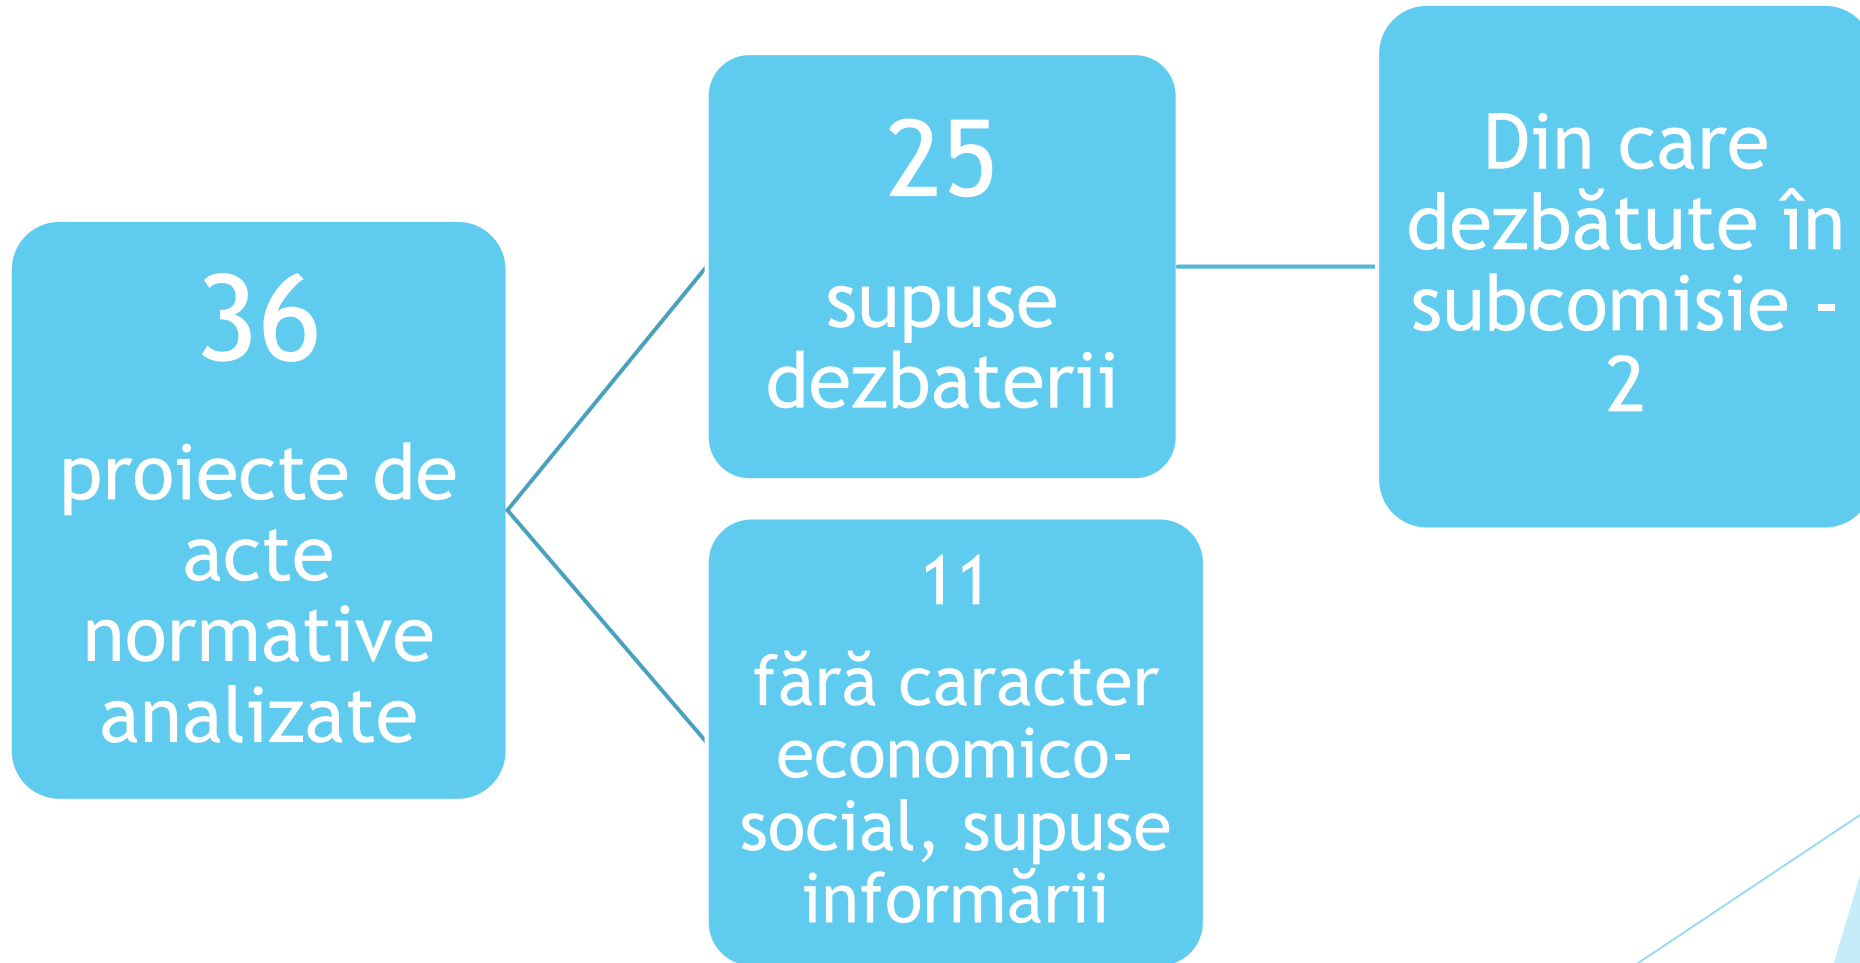 36
proiecte de
acte
normative
analizate
25
supuse
dezbaterii
Din care
dezbătute în
subcomisie -
2
11
fără caracter
economico-
social, supuse
informării